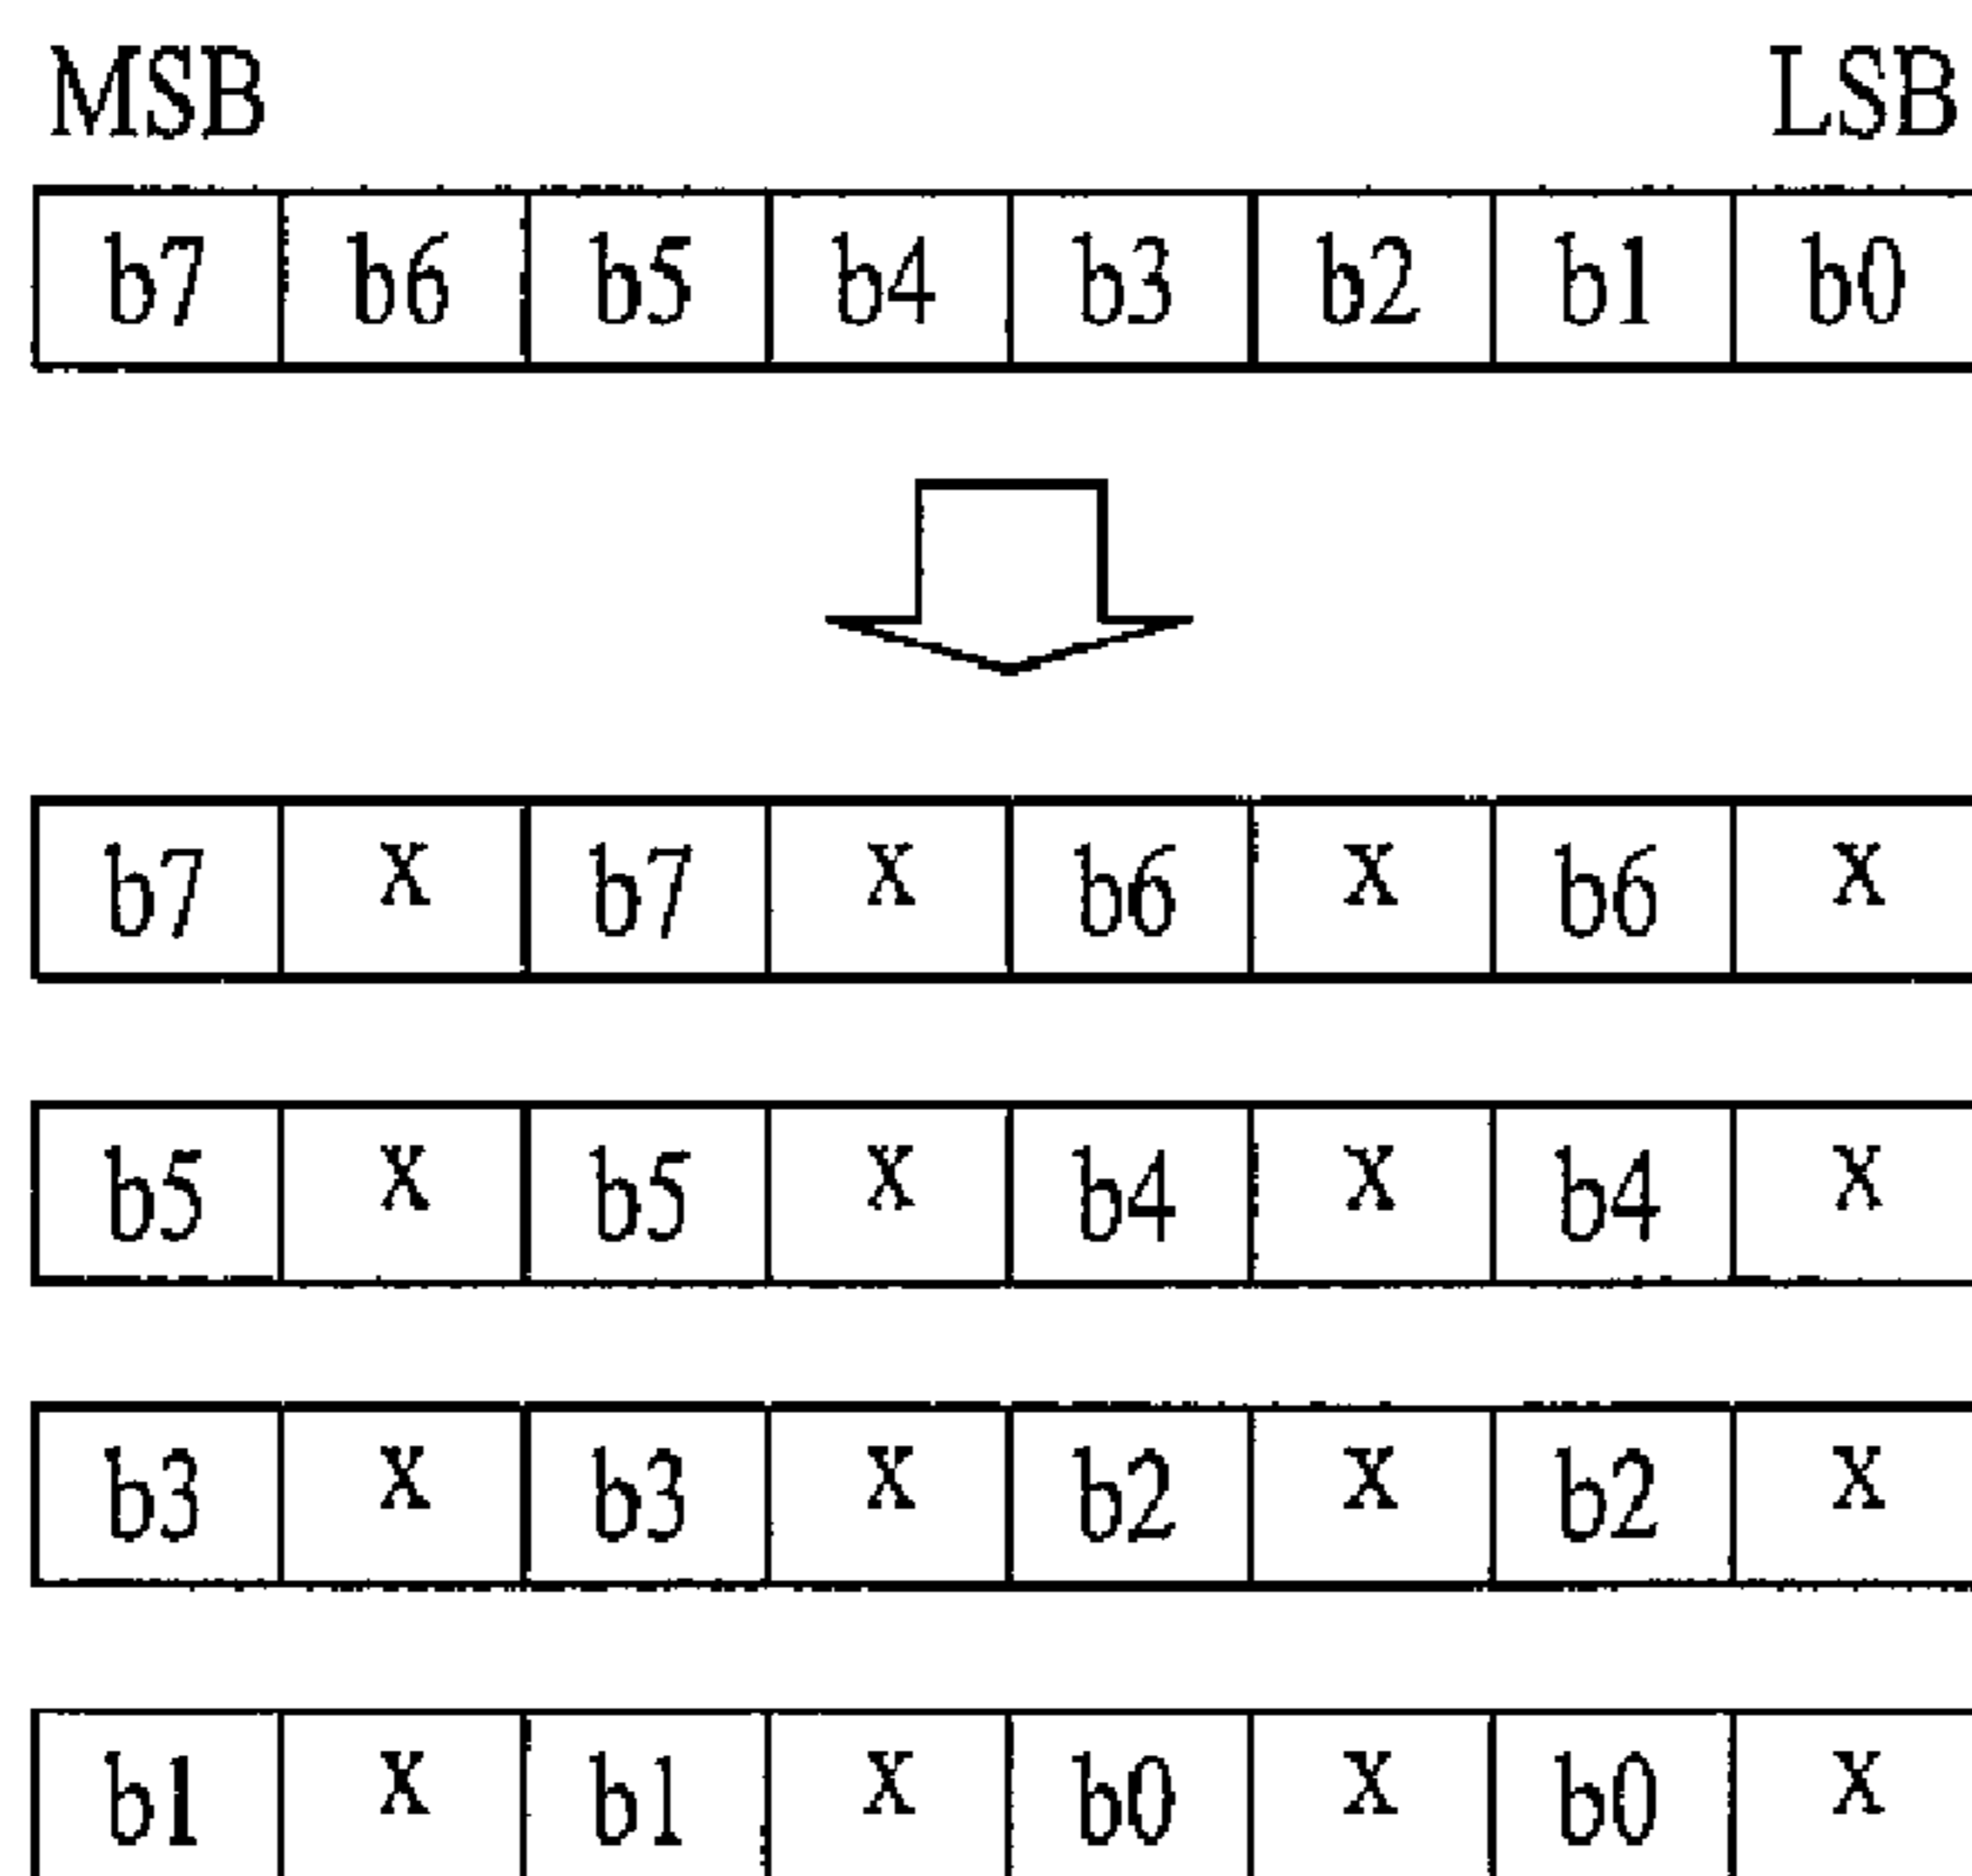 MSB LSB
b7 b6 b5 b4 b3 b2 b1 b0
b7 x b7 x b6 x b6 x
b5 x b5 x b4 x b4 x
b3 x b3 x b2 x b2 x
b1 x b1 x b0 x b0 x